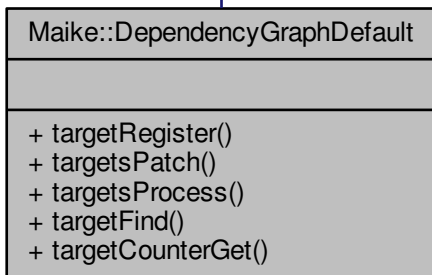 Maike::DependencyGraphDefault
+ targetRegister()
+ targetsPatch()
+ targetsProcess()
+ targetFind()
+ targetCounterGet()